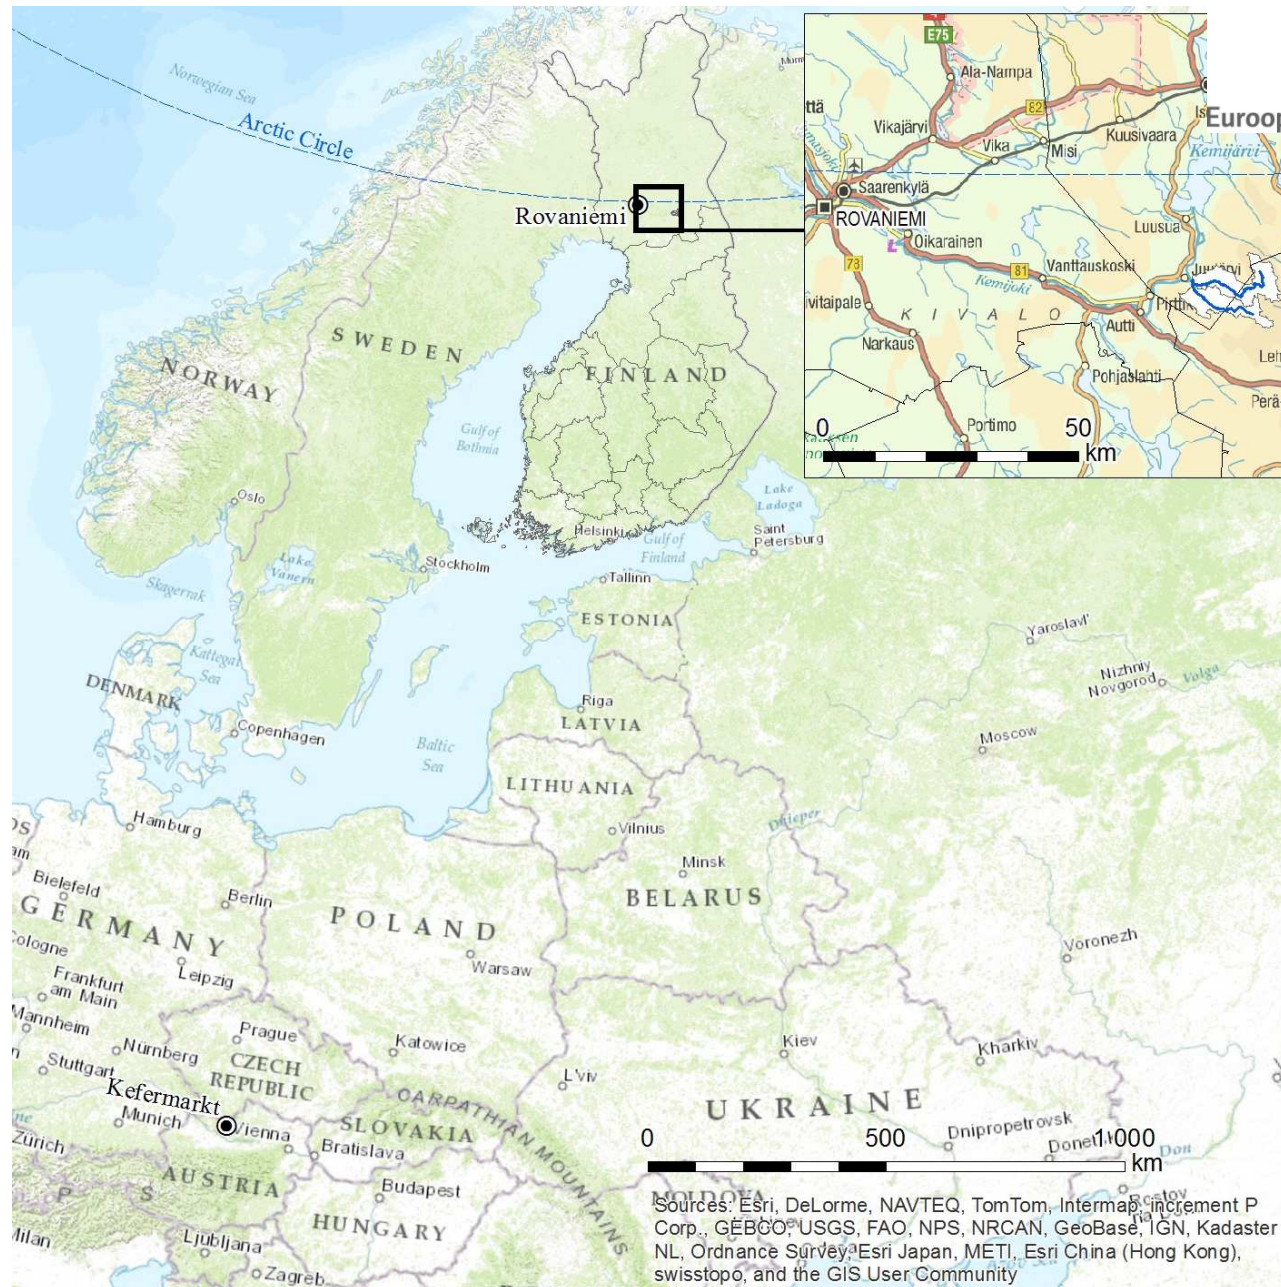 Norwegian Sea
Arctic Circle
Rovaniemi
SWEDEN
NORWAY
FINLAND
Gulf of
Bothnia
Oslo
Lake
Vanern
Stockholm
Helsinki
Gulf of
Finland
Tallinn
Lake
Ladoga
Saint
Petersburg
Skagerrak
Kattegat
Sea
DENMARK
Copenhagen
Baltic
Sea
ESTONIA
Riga
LATVIA
LITHUANIA
Vilnius
Minsk
BELARUS
Dnieper
Yaroslavl'
Nizhniy
Novgorod
Volga
Moscow
Voronezh
Hamburg
Bielefeld
Berlin
GERMANY
POLAND
Cologne
Leipzig
Warsaw
Frankfurt
am Main
Mannheim
Prague
Nürnberg
CZECH
REPUBLIC
Katowice
Stuttgart
L'viv
Kiev
Kharkiv
Kefermarkt
Munich
Vienna
Zürich
CARPATHIAN MOUNTAINS
SLOVAKIA
Bratislava
AUSTRIA
Budapest
HUNGARY
Ljubljana
Zagreb
UKRAINE
Dnipropetrovsk
Don
MOLDOVA
0 500 1 000
km
Sources: Esri, DeLorme, NAVTEQ, TomTom, Intermap, increment P
Corp., GEBCO, USGS, FAO, NPS, NRCAN, GeoBase, IGN, Kadaster
NL, Ordnance Survey, Esri Japan, METI, Esri China (Hong Kong),
swisstopo, and the GIS User Community
E75
Ala-Nampa
82
Vikajärvi
Vika
Misi
Kuusivaara
Euroop
Kemijärvi
Saarenkylä
ROVANIEMI
Oikarainen
Luusua
78
81
Vanttauskoski
Kemijoki
Juujärvi
Autti
KIVALO
Narkaus
Pohjaslahti
Portimo
0 50
km